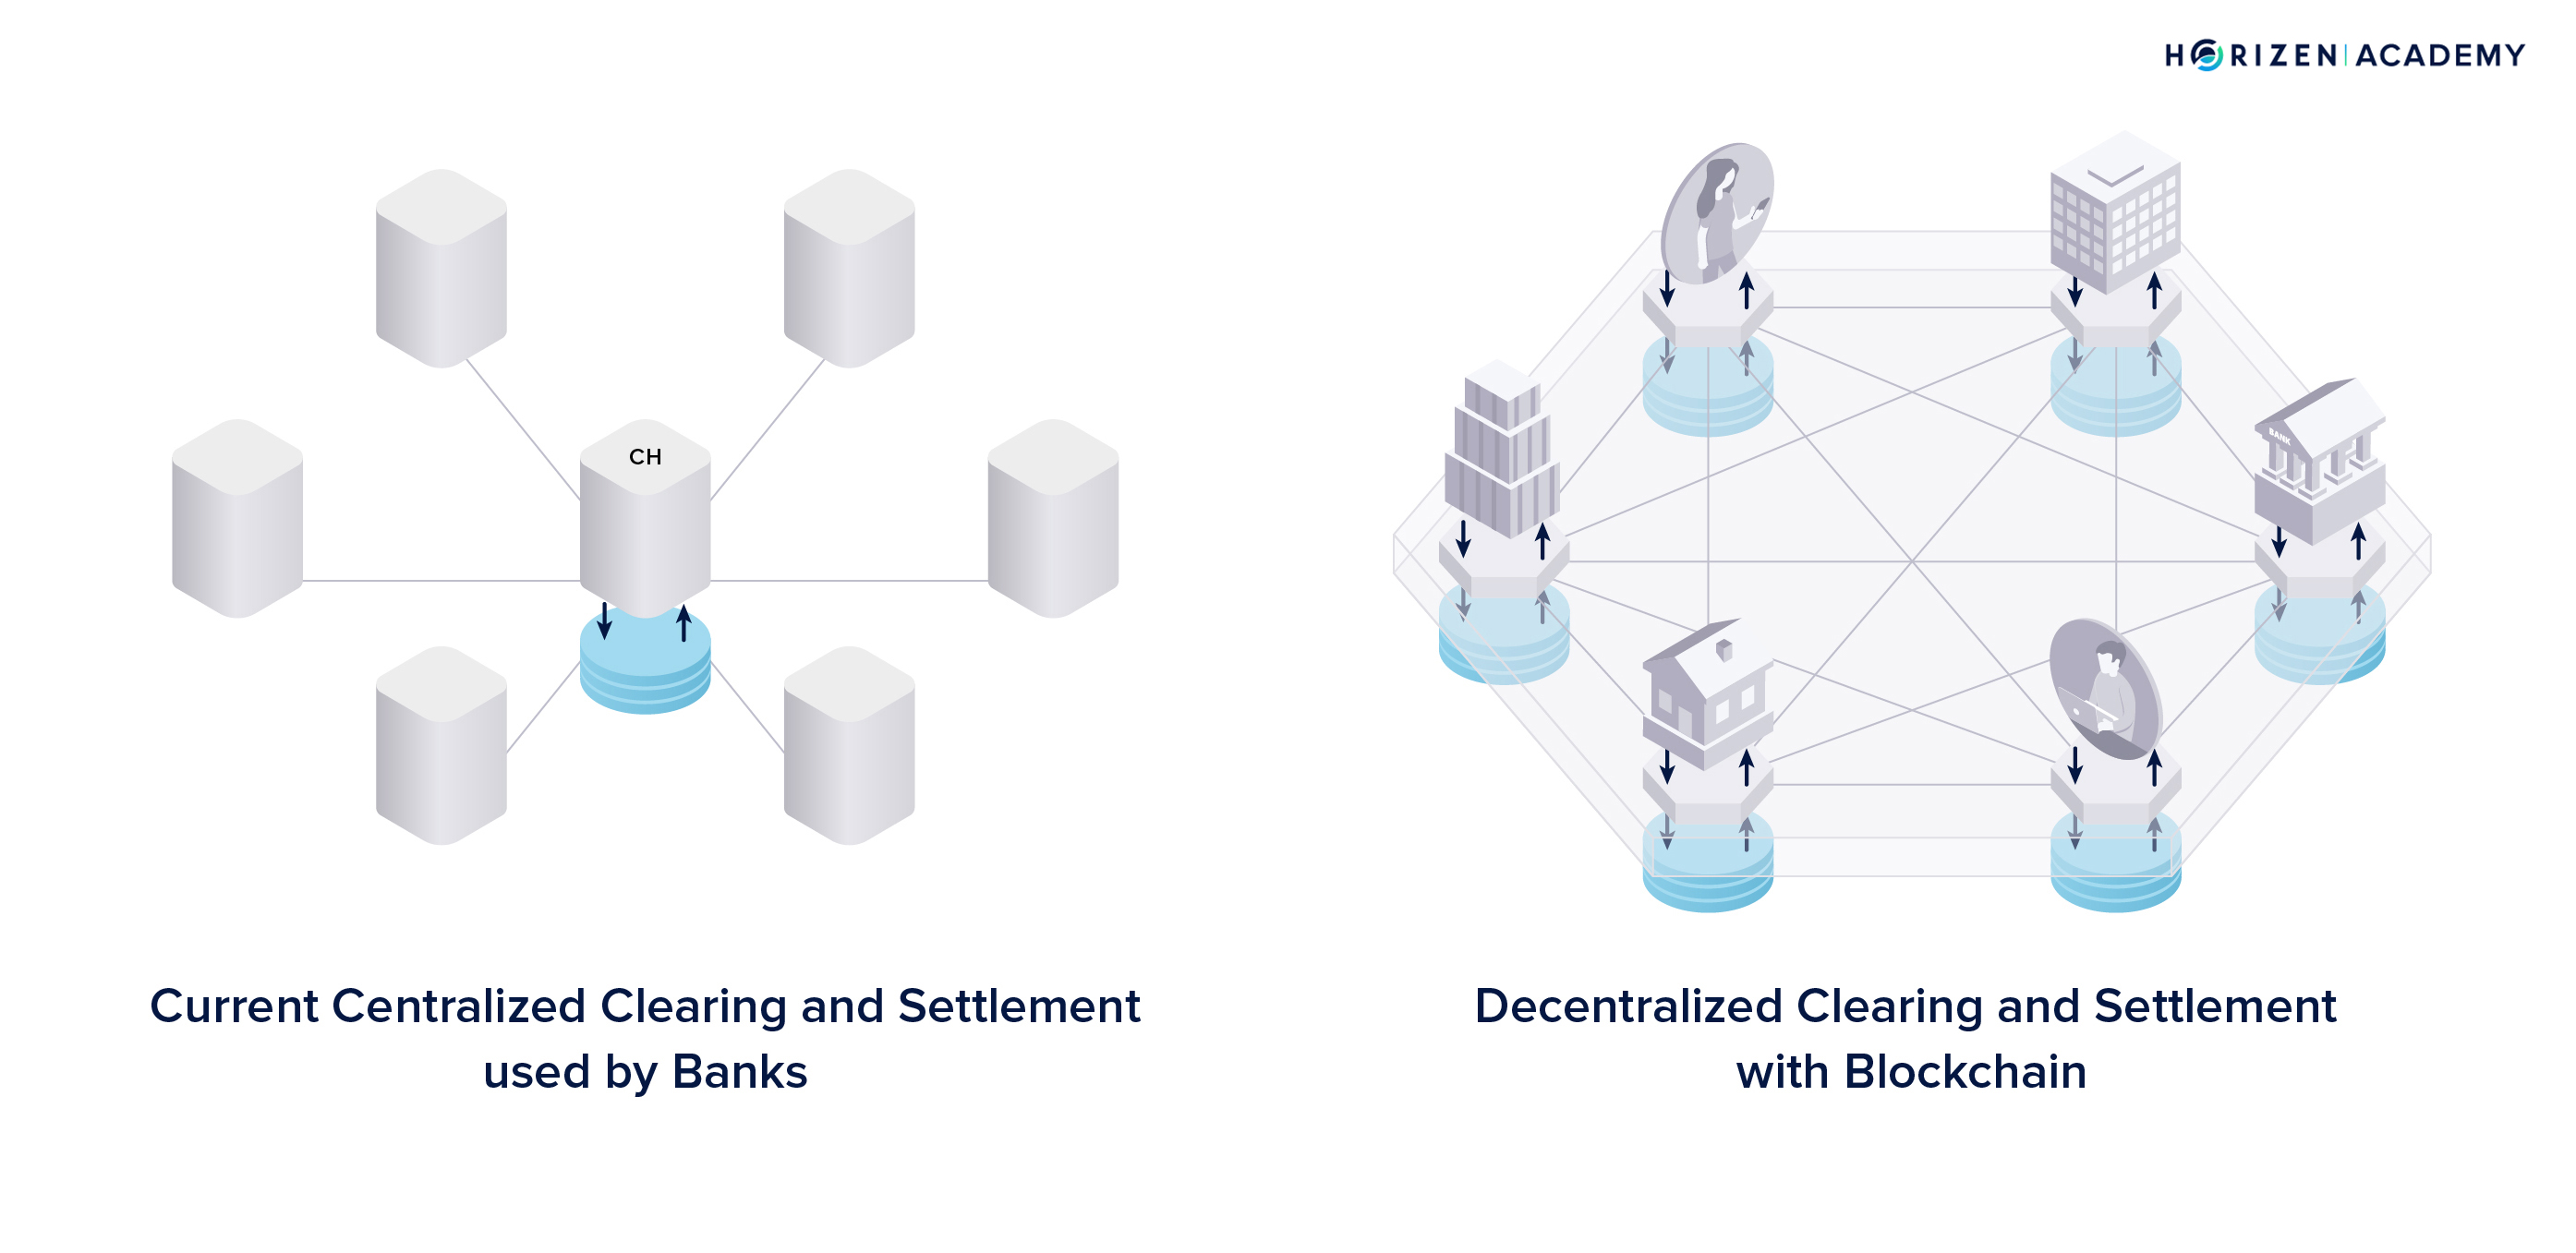 HORIZEN | ACADEMY
CH
BANK
Current Centralized Clearing and Settlement
used by Banks
Decentralized Clearing and Settlement
with Blockchain